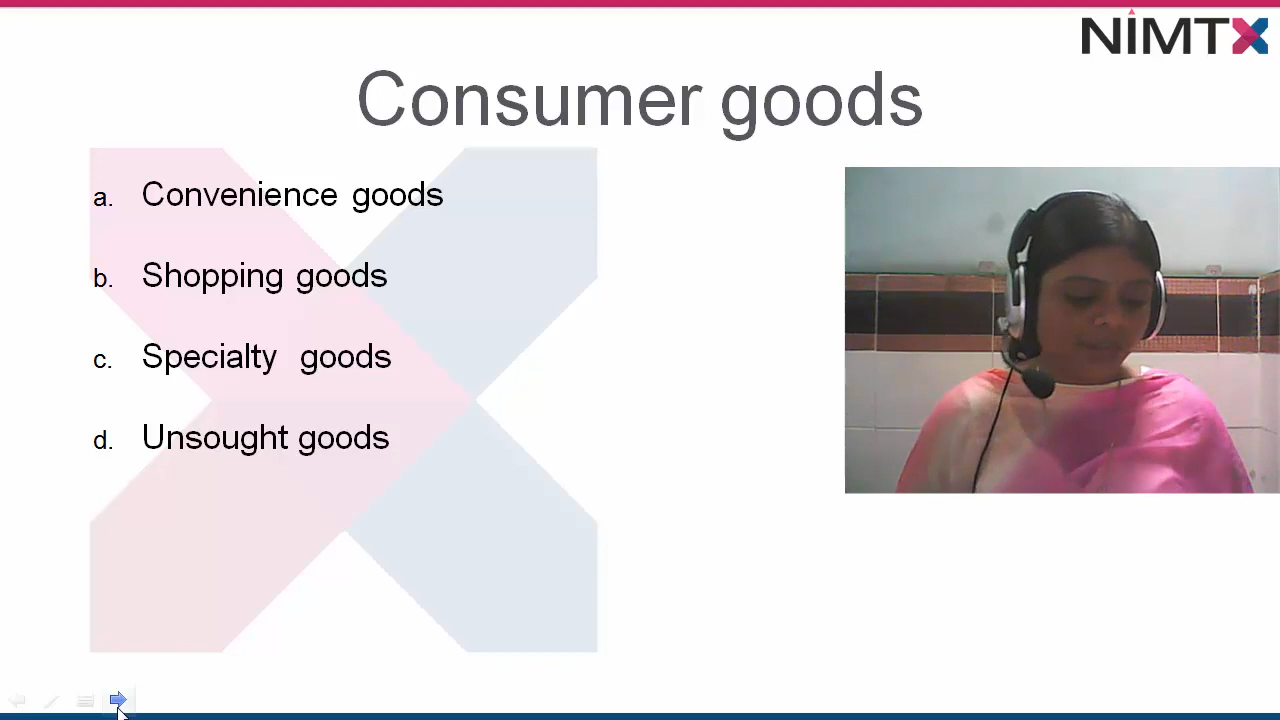 NIMTX
Consumer goods
a. Convenience goods
b. Shopping goods
c. Specialty goods
d. Unsought goods